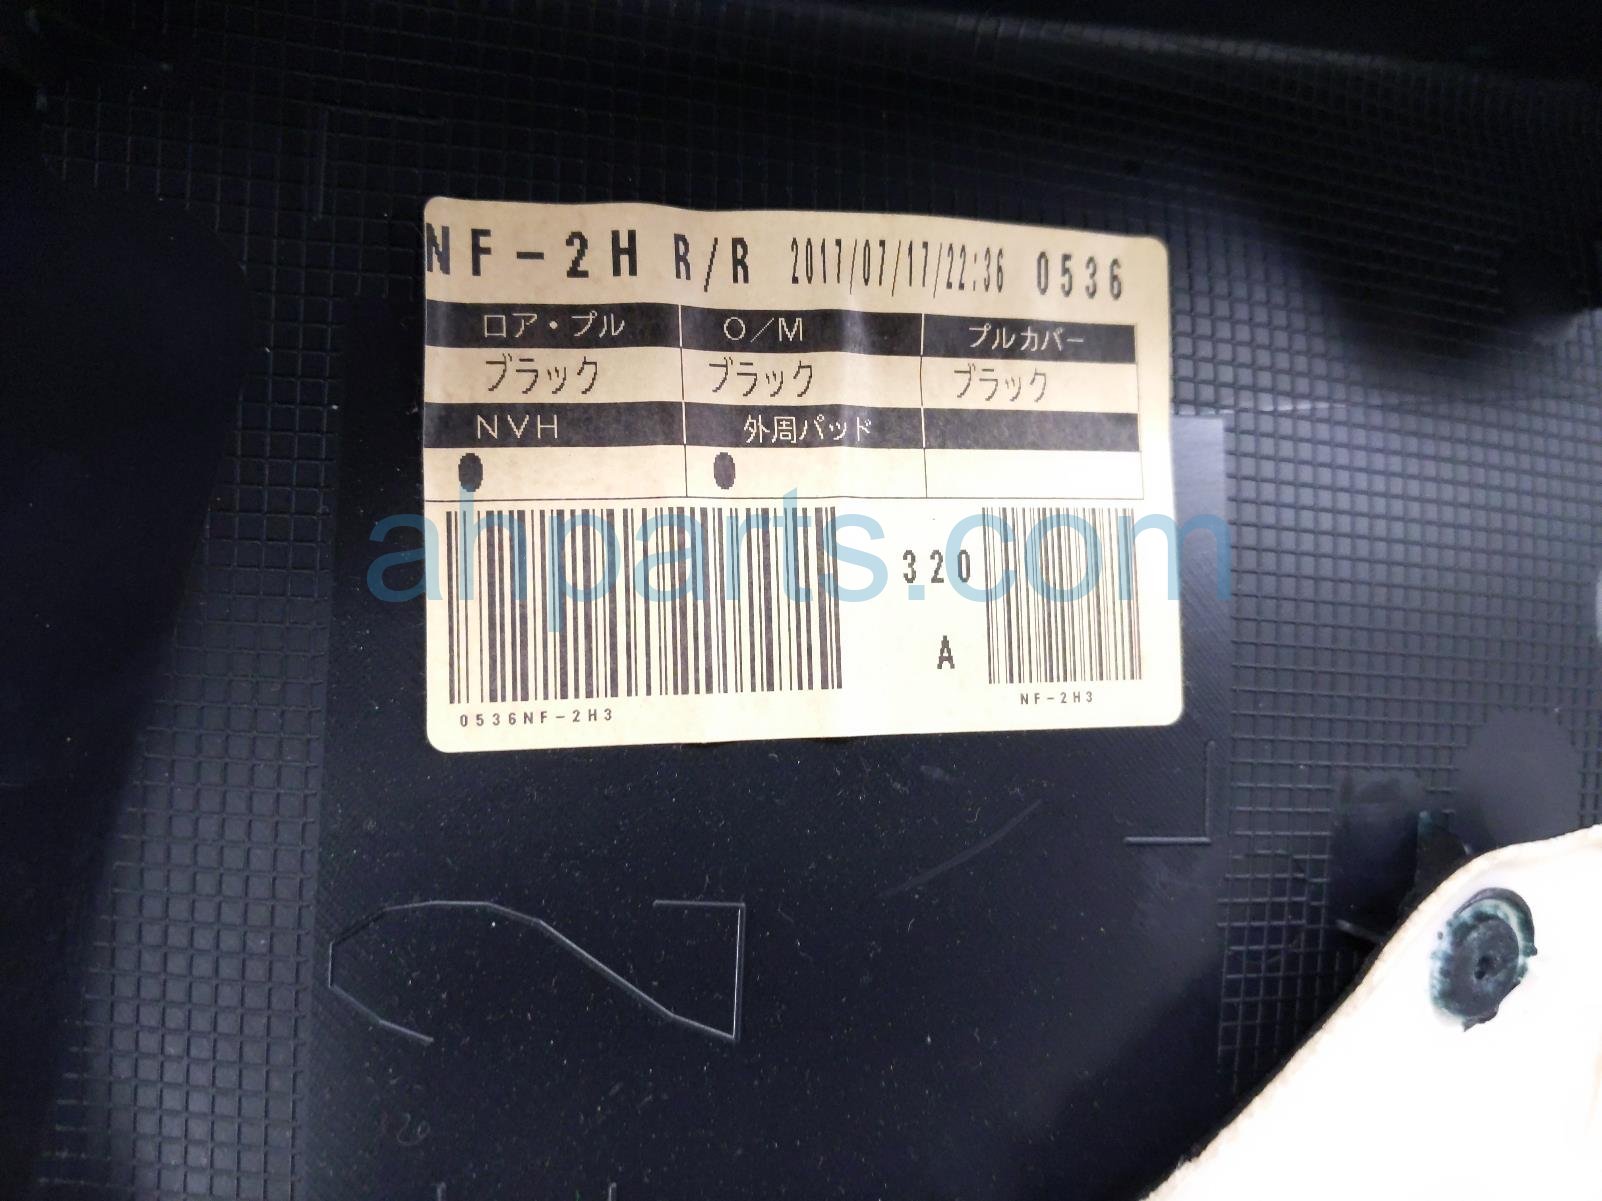 NF-2H R/R 2017/07/17/22:36 0536
ロア・プル O/M プルカバー
ブラック ブラック ブラック
NVH 外周パッド
ahparts.com
320
A
0536NF-2H3
NF-2H3